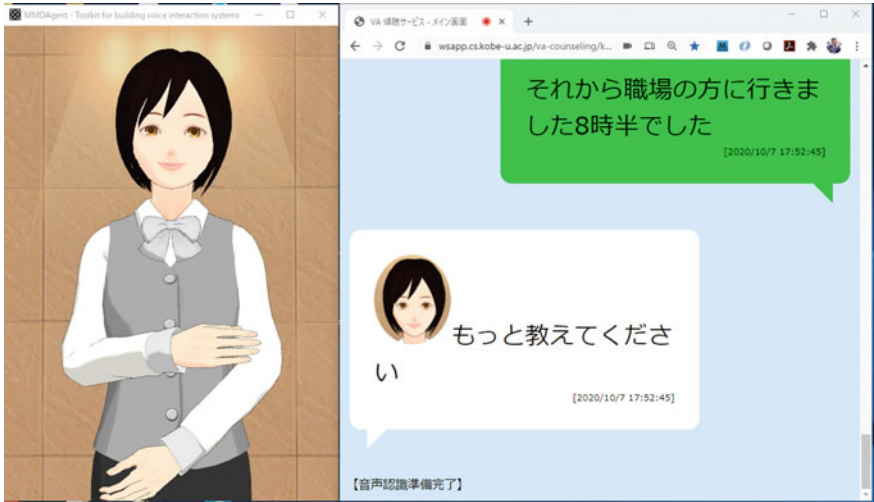 MMDAgent - Toolkit for building voice interaction systems
VA 傾聴サービス - メイン画面
wsapp.cs.kobe-u.ac.jp/va-counseling/k...
それから職場の方に行きま
した8時半でした
[2020/10/7 17:52:45]
もっと教えてくださ
い
[2020/10/7 17:52:45]
【音声認識準備完了】